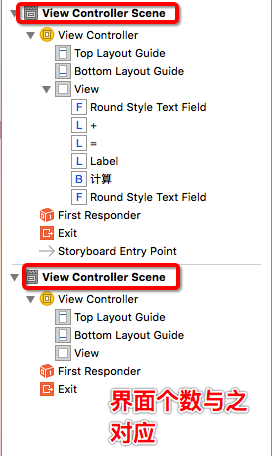 View Controller Scene
View Controller
Top Layout Guide
Bottom Layout Guide
View
F Round Style Text Field
L +
L =
L Label
B 计算
F Round Style Text Field
First Responder
Exit
Storyboard Entry Point
View Controller Scene
View Controller
Top Layout Guide
Bottom Layout Guide
View
First Responder
Exit
界面个数与之
对应